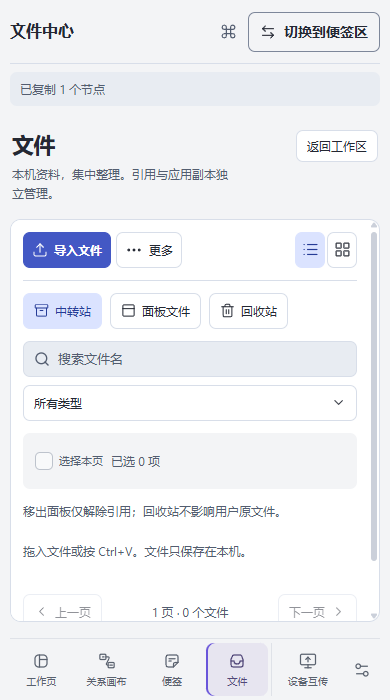 文件中心
切换到便签区
已复制 1 个节点
文件
返回工作区
本机资料，集中整理。引用与应用副本独
立管理。
导入文件
更多
中转站
面板文件
回收站
搜索文件名
所有类型
选择本页 已选 0 项
移出面板仅解除引用；回收站不影响用户原文件。
拖入文件或按 Ctrl+V。文件只保存在本机。
上一页
1 页 · 0 个文件
下一页
工作页
关系画布
便签
文件
设备互传